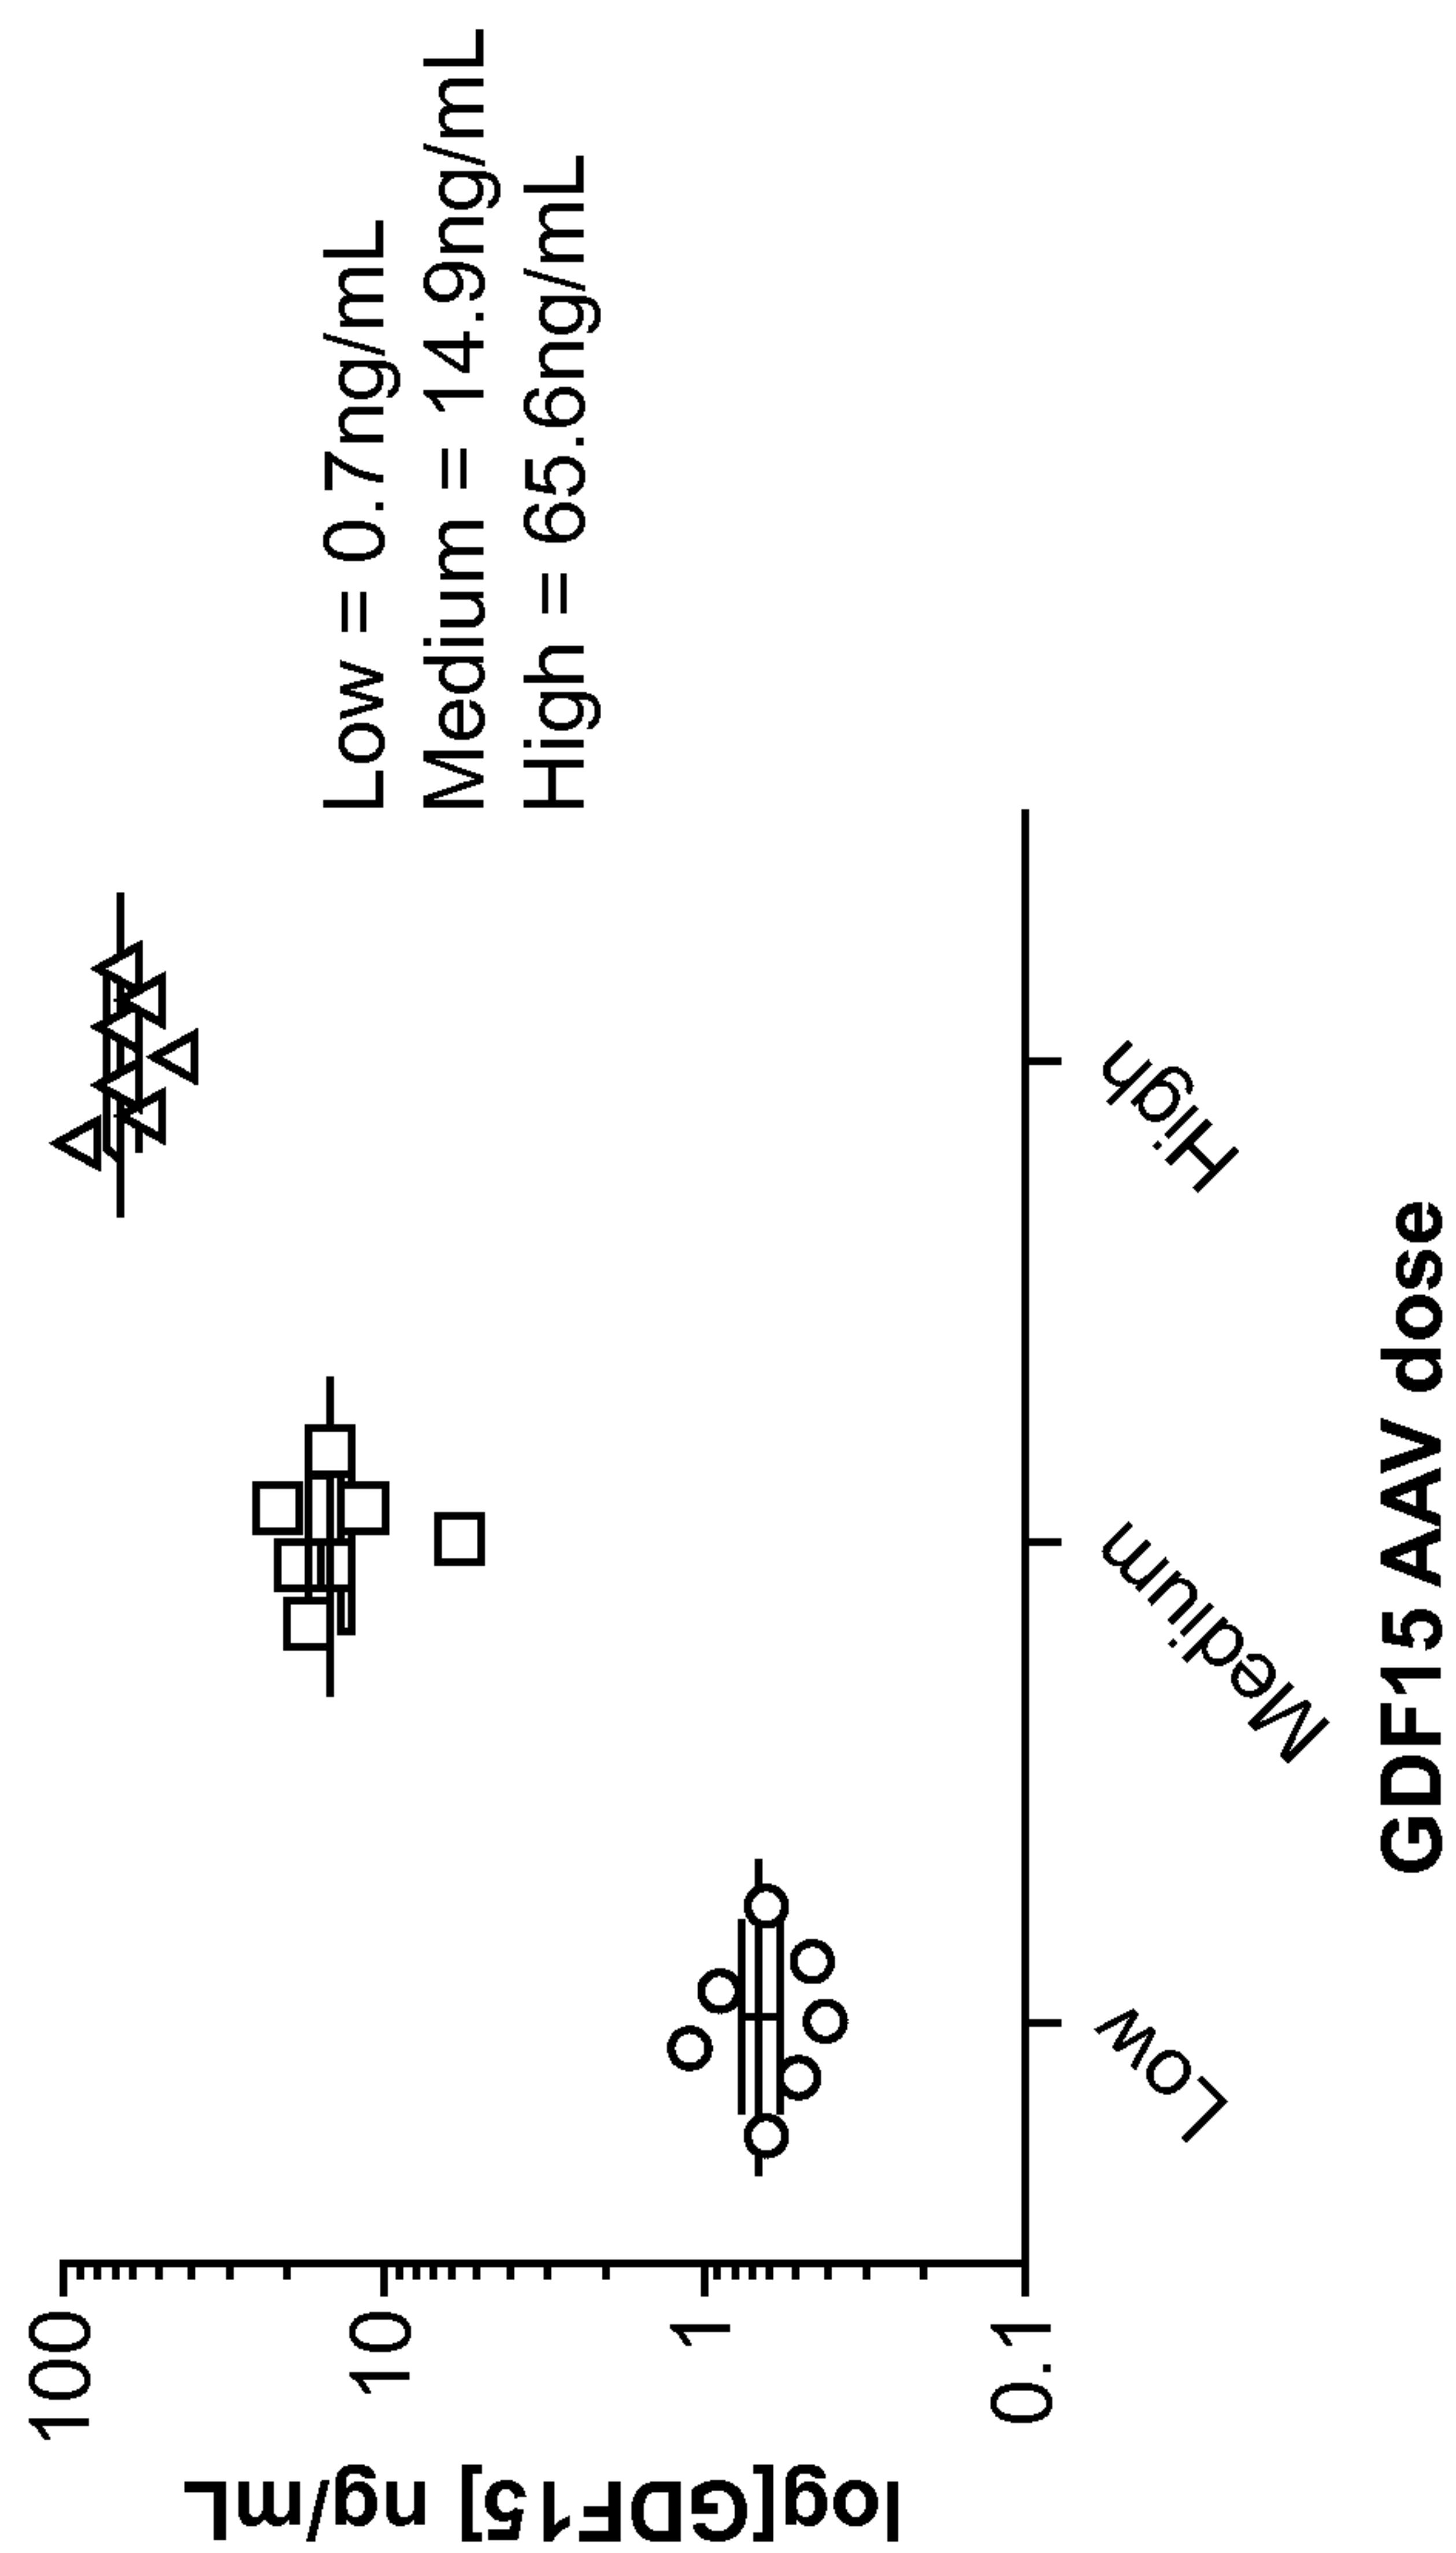 log[GDF15] ng/mL
100
10
1
0.1
Low = 0.7ng/mL
Medium = 14.9ng/mL
High = 65.6ng/mL
Low
Medium
High
GDF15 AAV dose